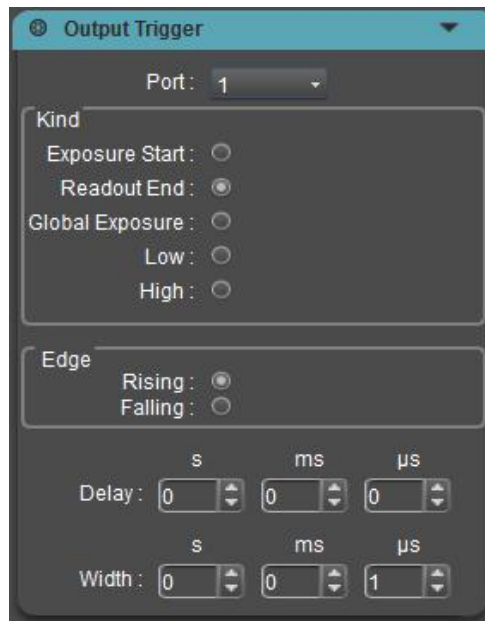 Output Trigger
Port : 1
Kind
Exposure Start :
Readout End :
Global Exposure :
Low :
High :
Edge
Rising :
Falling :
s ms µs
Delay : 0 0 0
s ms µs
Width : 0 0 1